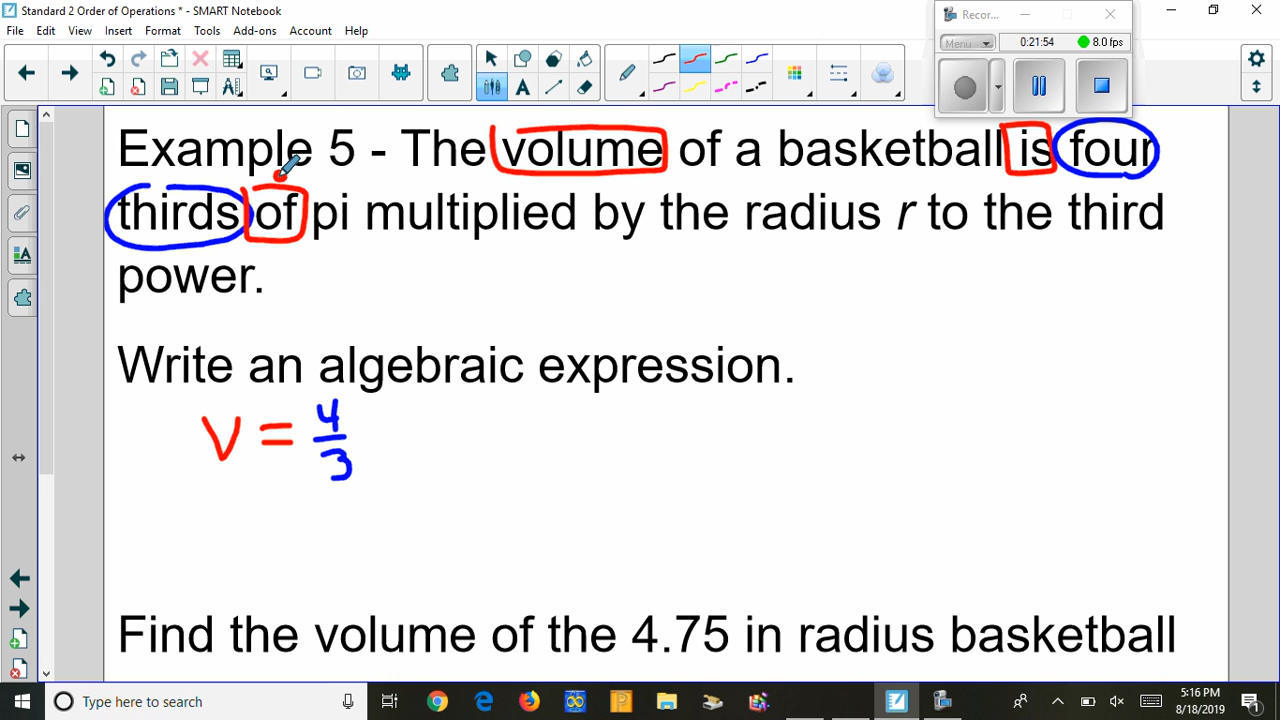 Standard 2 Order of Operations * - SMART Notebook
Recor...
File Edit View Insert Format Tools Add-ons Account Help
Menu 0:21:54 8.0 fps
Example 5 - The volume of a basketball is four
thirds of pi multiplied by the radius r to the third
power.
Write an algebraic expression.
V = 4/3
Find the volume of the 4.75 in radius basketball
Type here to search
5:16 PM
8/18/2019
1